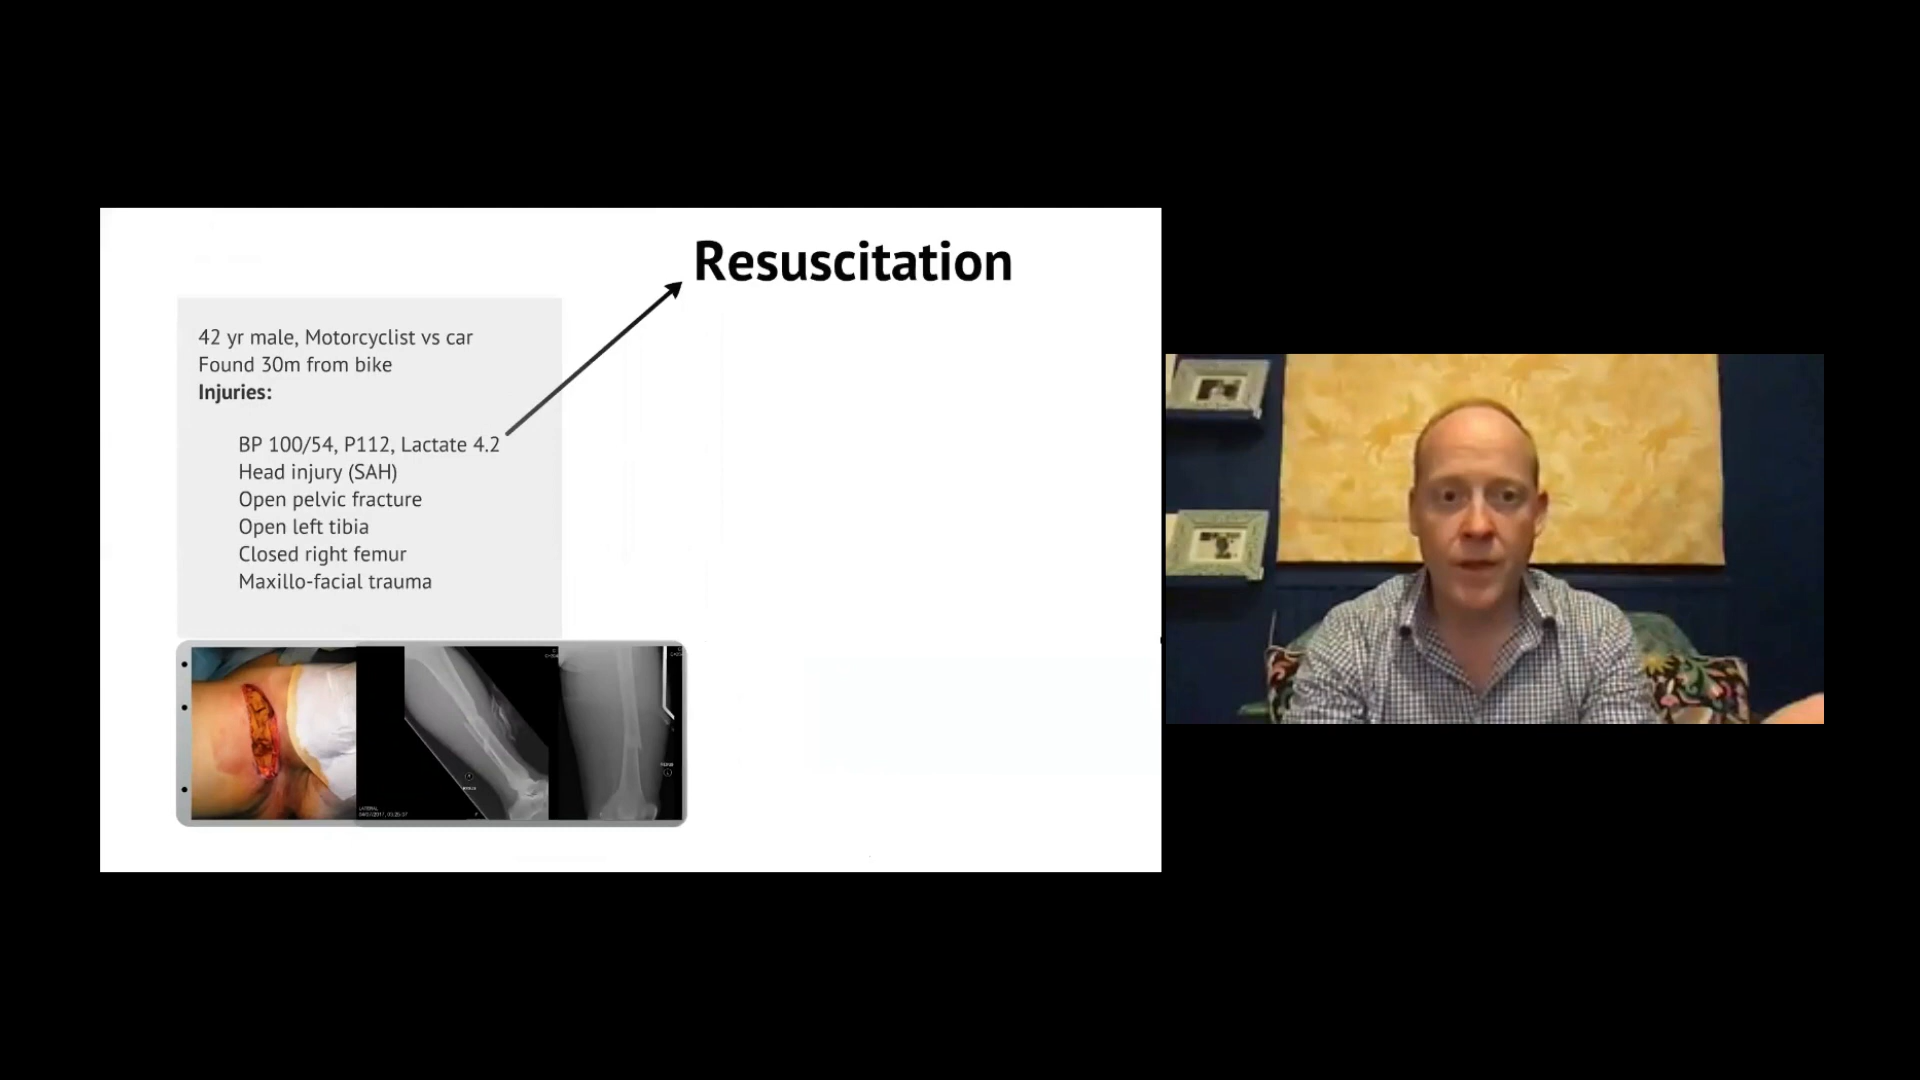 Resuscitation
42 yr male, Motorcyclist vs car
Found 30m from bike
Injuries:
BP 100/54, P112, Lactate 4.2
Head injury (SAH)
Open pelvic fracture
Open left tibia
Closed right femur
Maxillo-facial trauma